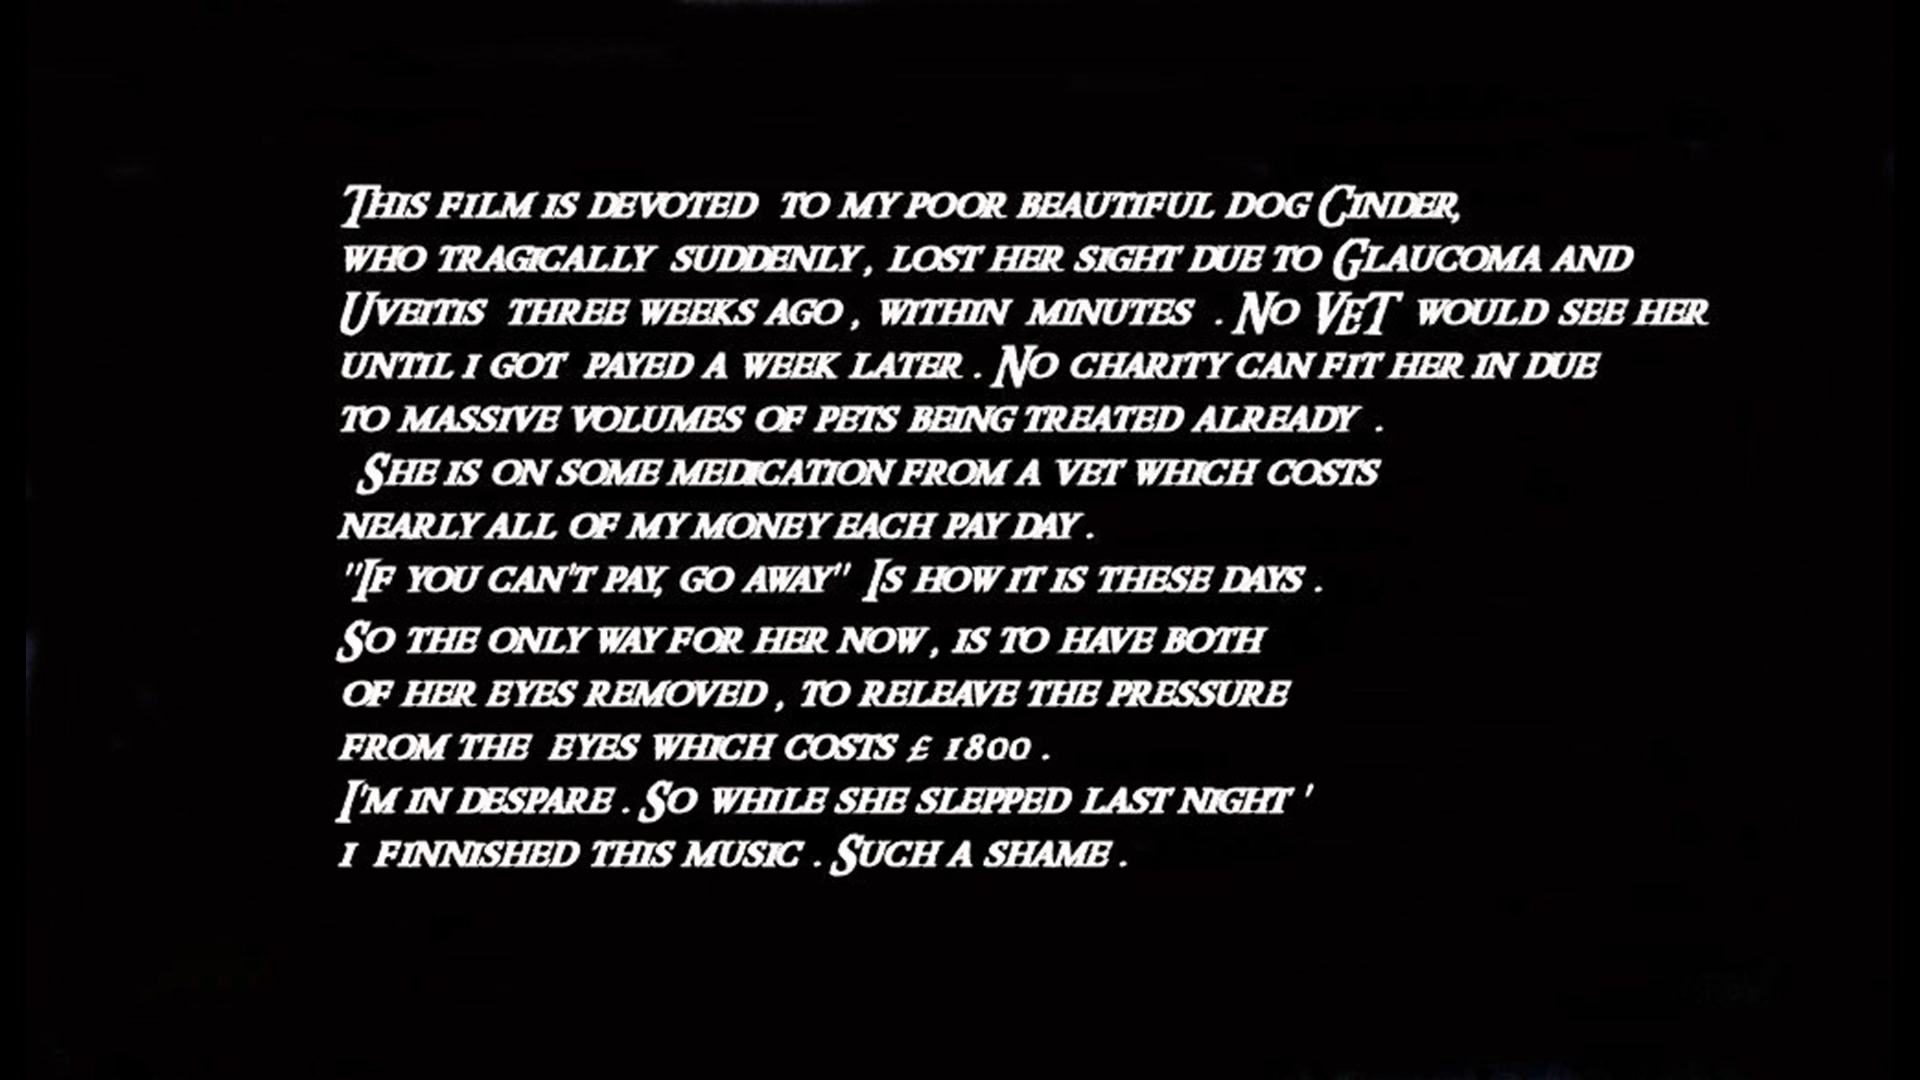 This film is devoted to my poor beautiful dog Cinder,
who tragically suddenly, lost her sight due to Glaucoma and
Uveitis three weeks ago, within minutes . No VeT would see her
until i got payed a week later . No charity can fit her in due
to massive volumes of pets being treated already .
She is on some medication from a vet which costs
nearly all of my money each pay day .
"If you can't pay, go away" Is how it is these days .
So the only way for her now, is to have both
of her eyes removed , to releave the pressure
from the eyes which costs £ 1800 .
I'm in despare . So while she slepped last night '
i finnished this music . Such a shame .